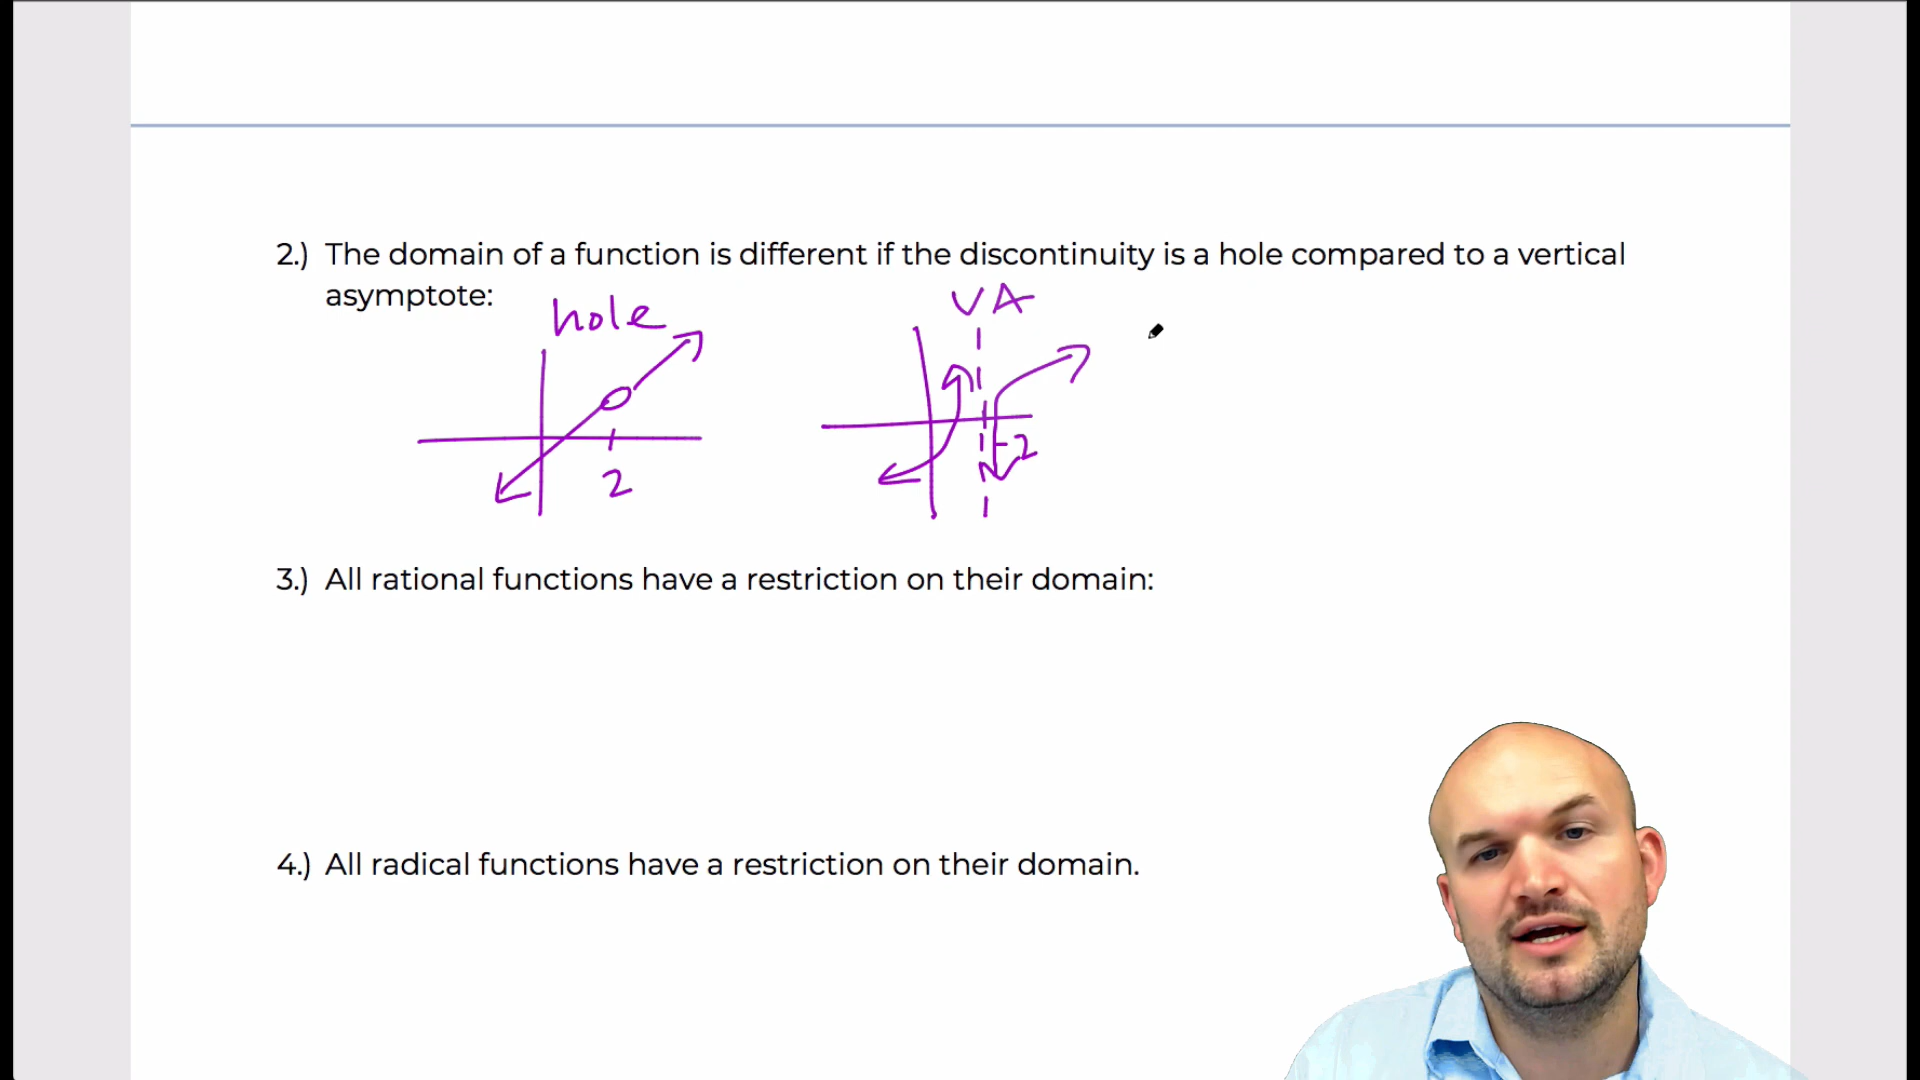 2.) The domain of a function is different if the discontinuity is a hole compared to a vertical
asymptote:
hole
VA
2
2
3.) All rational functions have a restriction on their domain:
4.) All radical functions have a restriction on their domain.